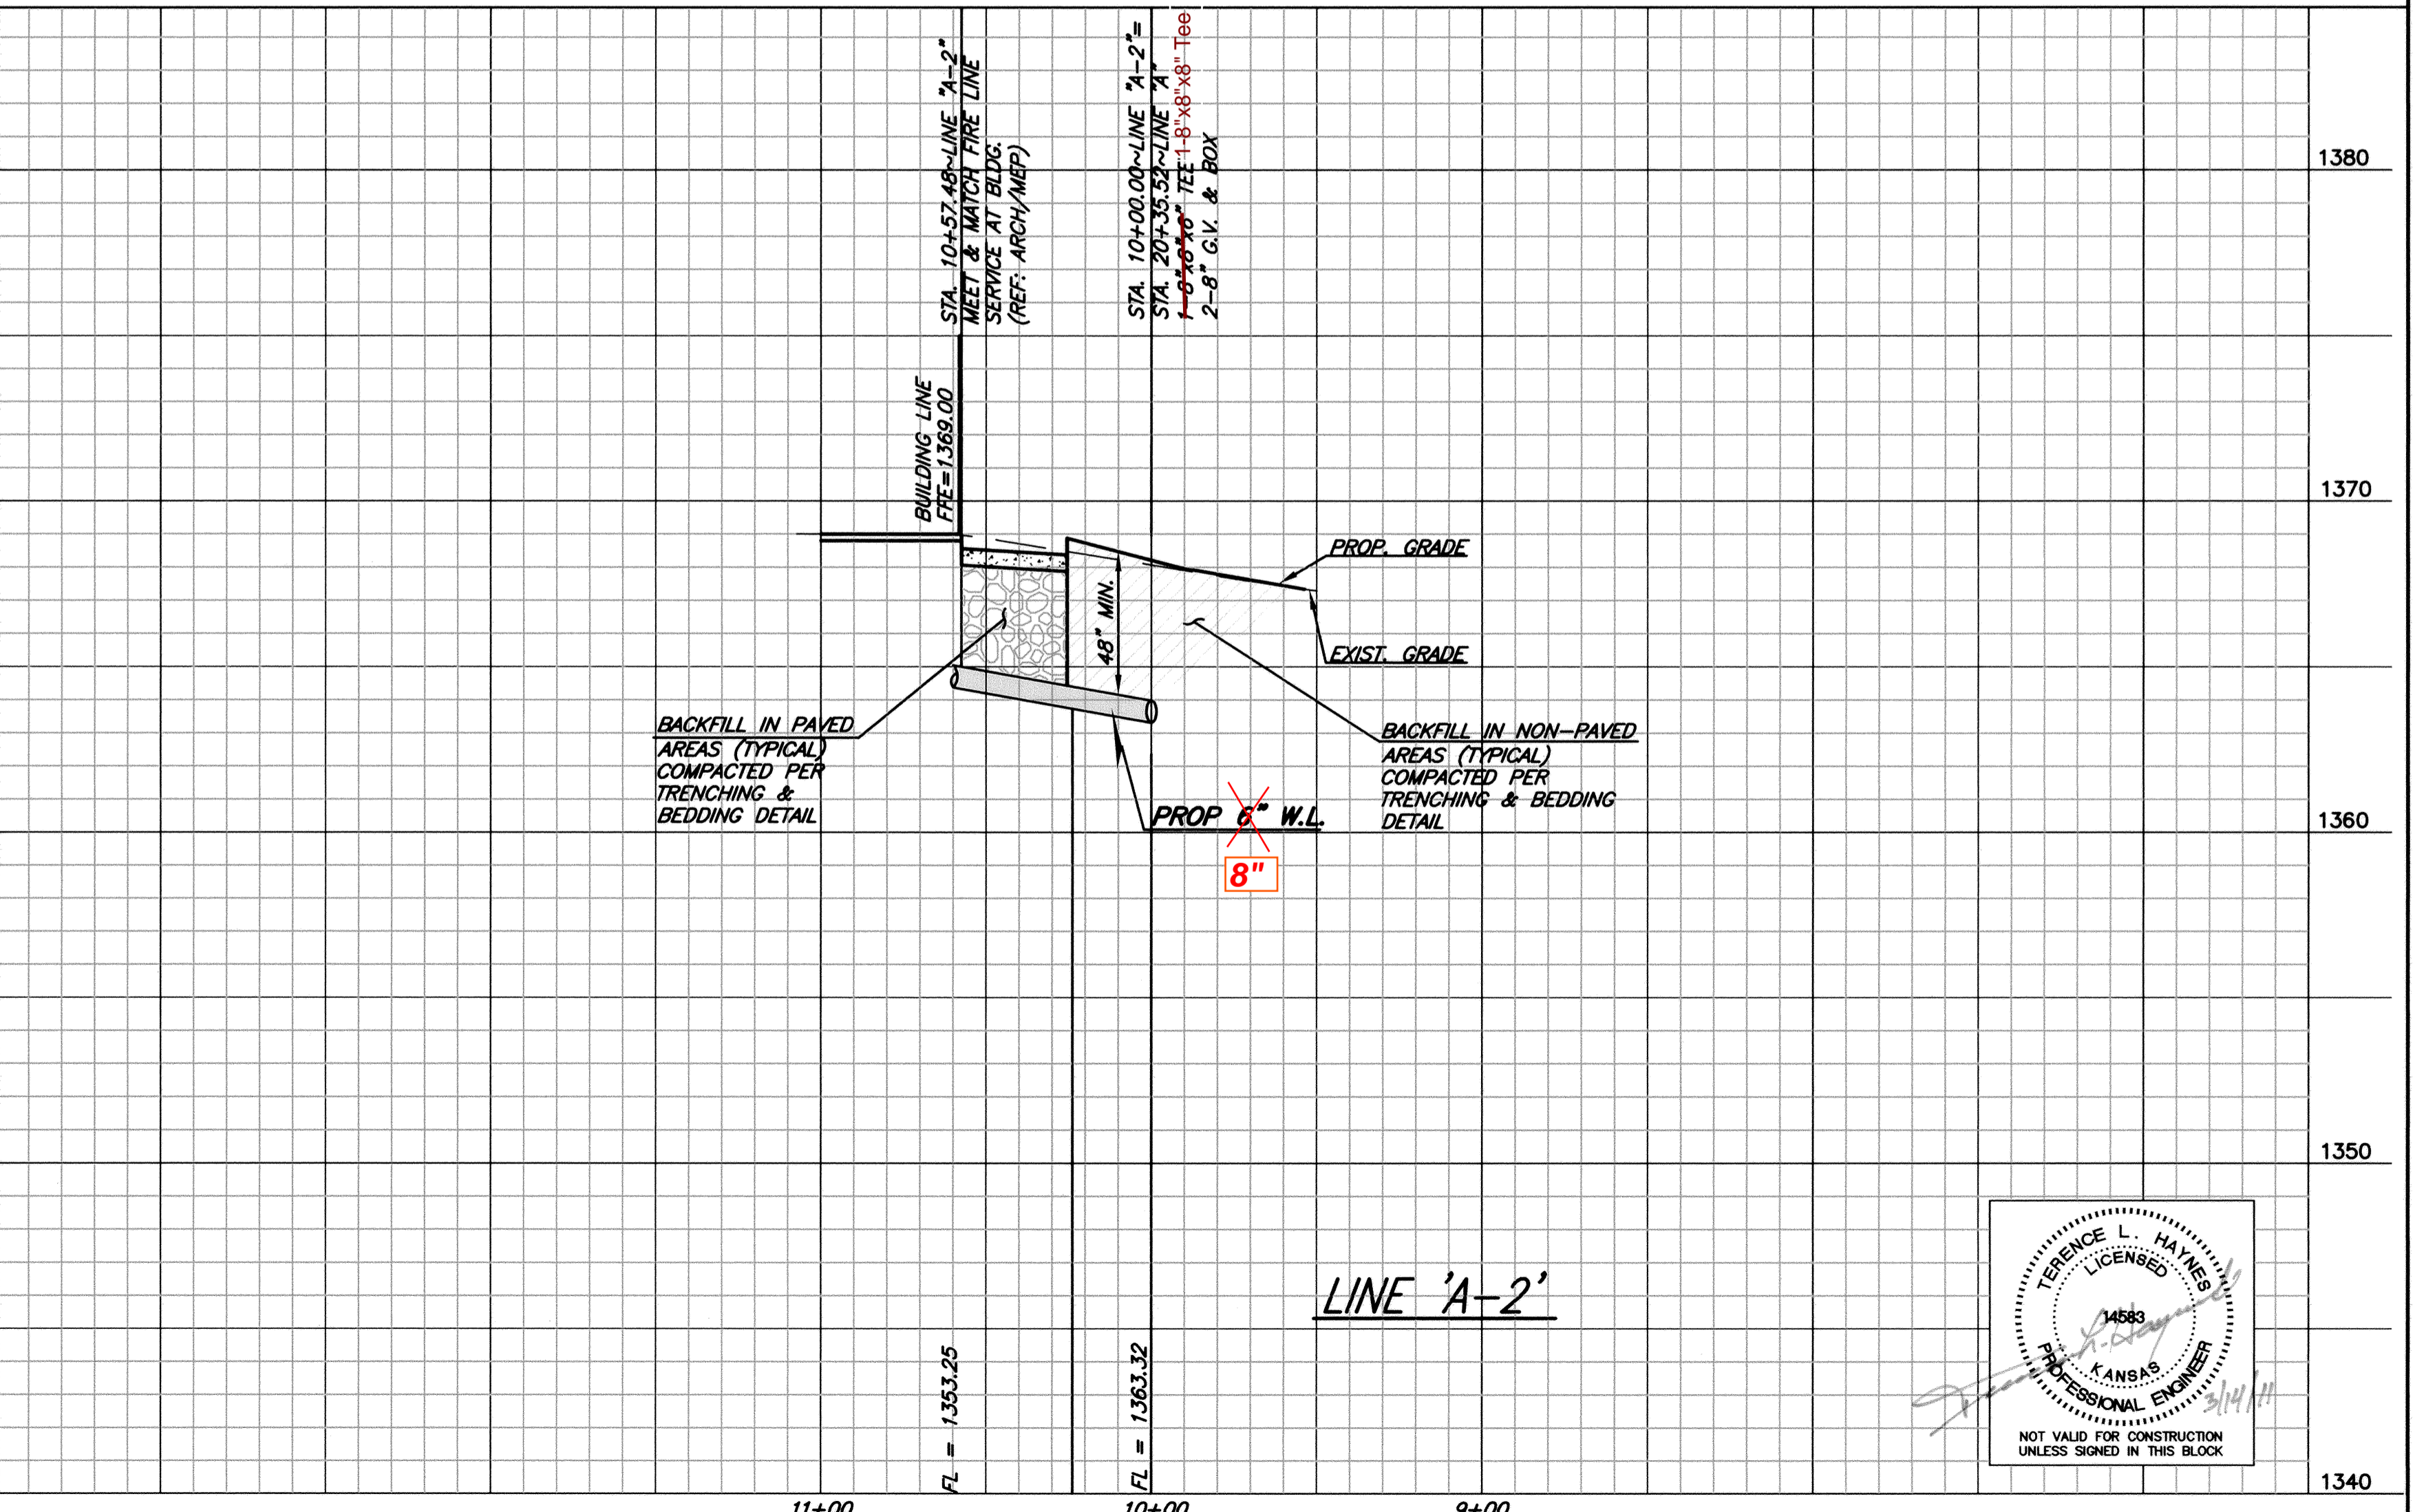 STA. 10+57.48~LINE "A-2"
MEET & MATCH FIRE LINE
SERVICE AT BLDG.
(REF: ARCH/MEP)
STA. 10+00.00~LINE "A-2"=
STA. 20+35.52~LINE "A"
TEE 1-8"x8"x8" Tee
2-8" G.V. & BOX
BUILDING LINE
FFE=1369.00
1380
1370
1360
1350
1340
PROP. GRADE
EXIST. GRADE
48" MIN.
BACKFILL IN PAVED
AREAS (TYPICAL)
COMPACTED PER
TRENCHING &
BEDDING DETAIL
BACKFILL IN NON-PAVED
AREAS (TYPICAL)
COMPACTED PER
TRENCHING & BEDDING
DETAIL
PROP 6" W.L.
8"
LINE 'A-2'
FL = 1353.25
FL = 1363.32
11+00
10+00
9+00
TERENCE L. HAYNES
LICENSED
14583
KANSAS
PROFESSIONAL ENGINEER
3/14/11
NOT VALID FOR CONSTRUCTION
UNLESS SIGNED IN THIS BLOCK